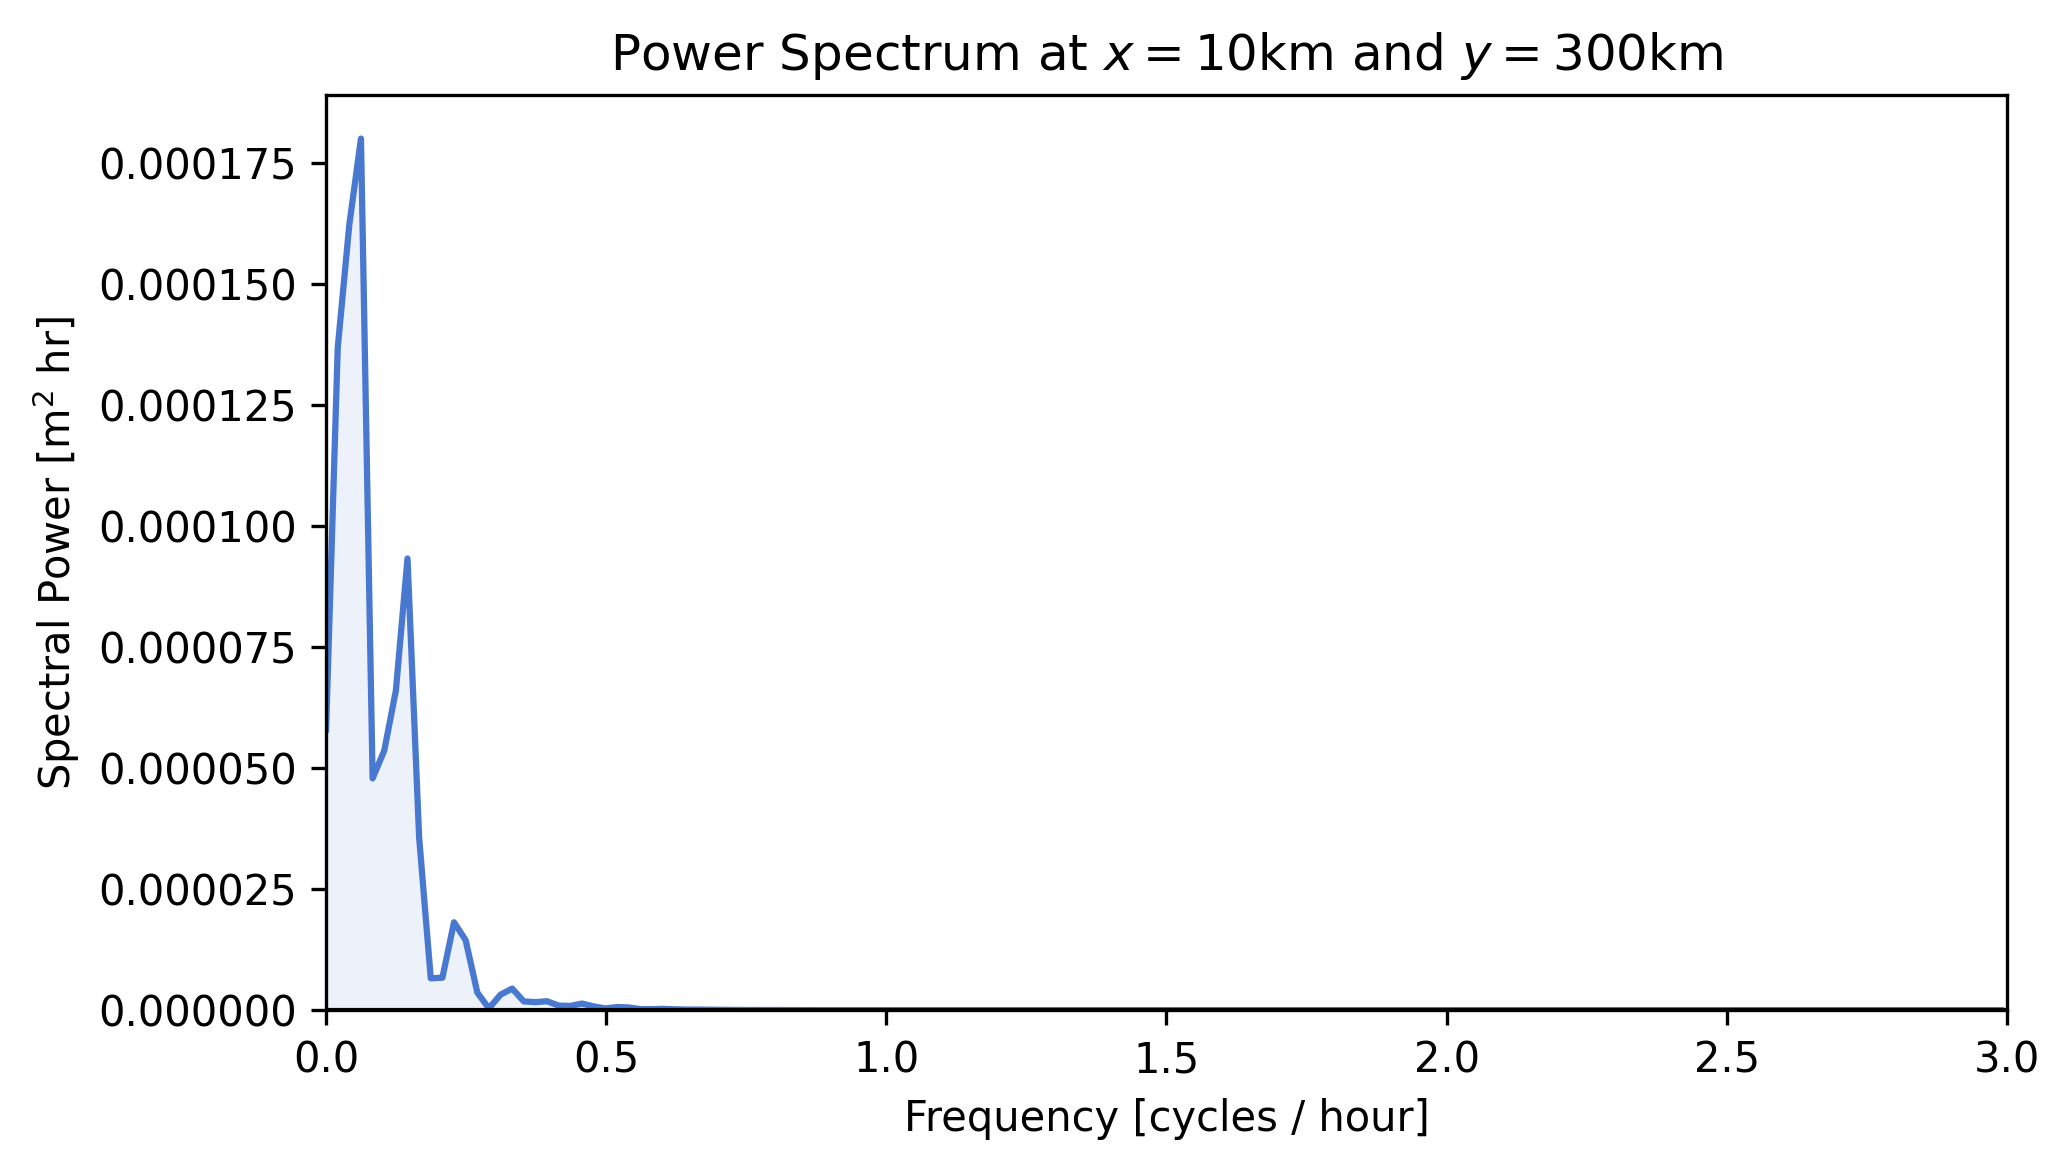 Power Spectrum at x = 10km and y = 300km
Spectral Power [m² hr]
0.000175
0.000150
0.000125
0.000100
0.000075
0.000050
0.000025
0.000000
0.0 0.5 1.0 1.5 2.0 2.5 3.0
Frequency [cycles / hour]